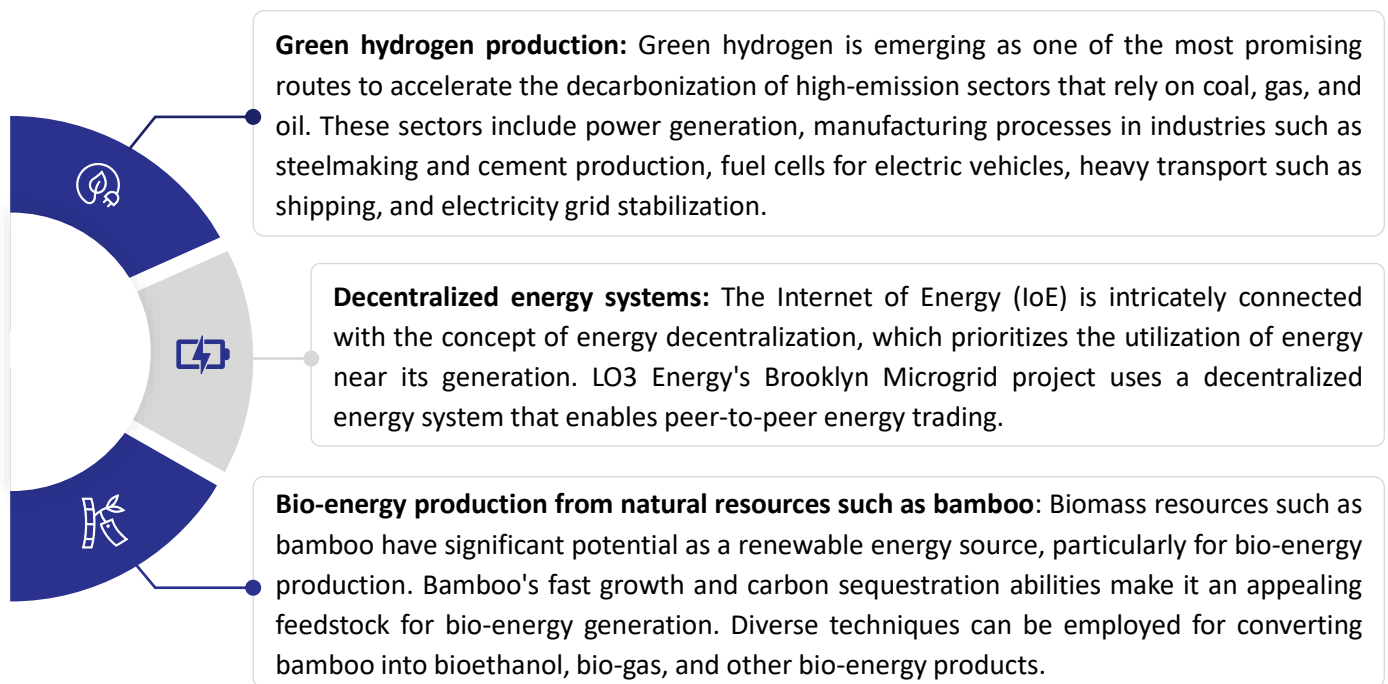 Green hydrogen production: Green hydrogen is emerging as one of the most promising
routes to accelerate the decarbonization of high-emission sectors that rely on coal, gas, and
oil. These sectors include power generation, manufacturing processes in industries such as
steelmaking and cement production, fuel cells for electric vehicles, heavy transport such as
shipping, and electricity grid stabilization.
Decentralized energy systems: The Internet of Energy (IoE) is intricately connected
with the concept of energy decentralization, which prioritizes the utilization of energy
near its generation. LO3 Energy's Brooklyn Microgrid project uses a decentralized
energy system that enables peer-to-peer energy trading.
Bio-energy production from natural resources such as bamboo: Biomass resources such as
bamboo have significant potential as a renewable energy source, particularly for bio-energy
production. Bamboo's fast growth and carbon sequestration abilities make it an appealing
feedstock for bio-energy generation. Diverse techniques can be employed for converting
bamboo into bioethanol, bio-gas, and other bio-energy products.